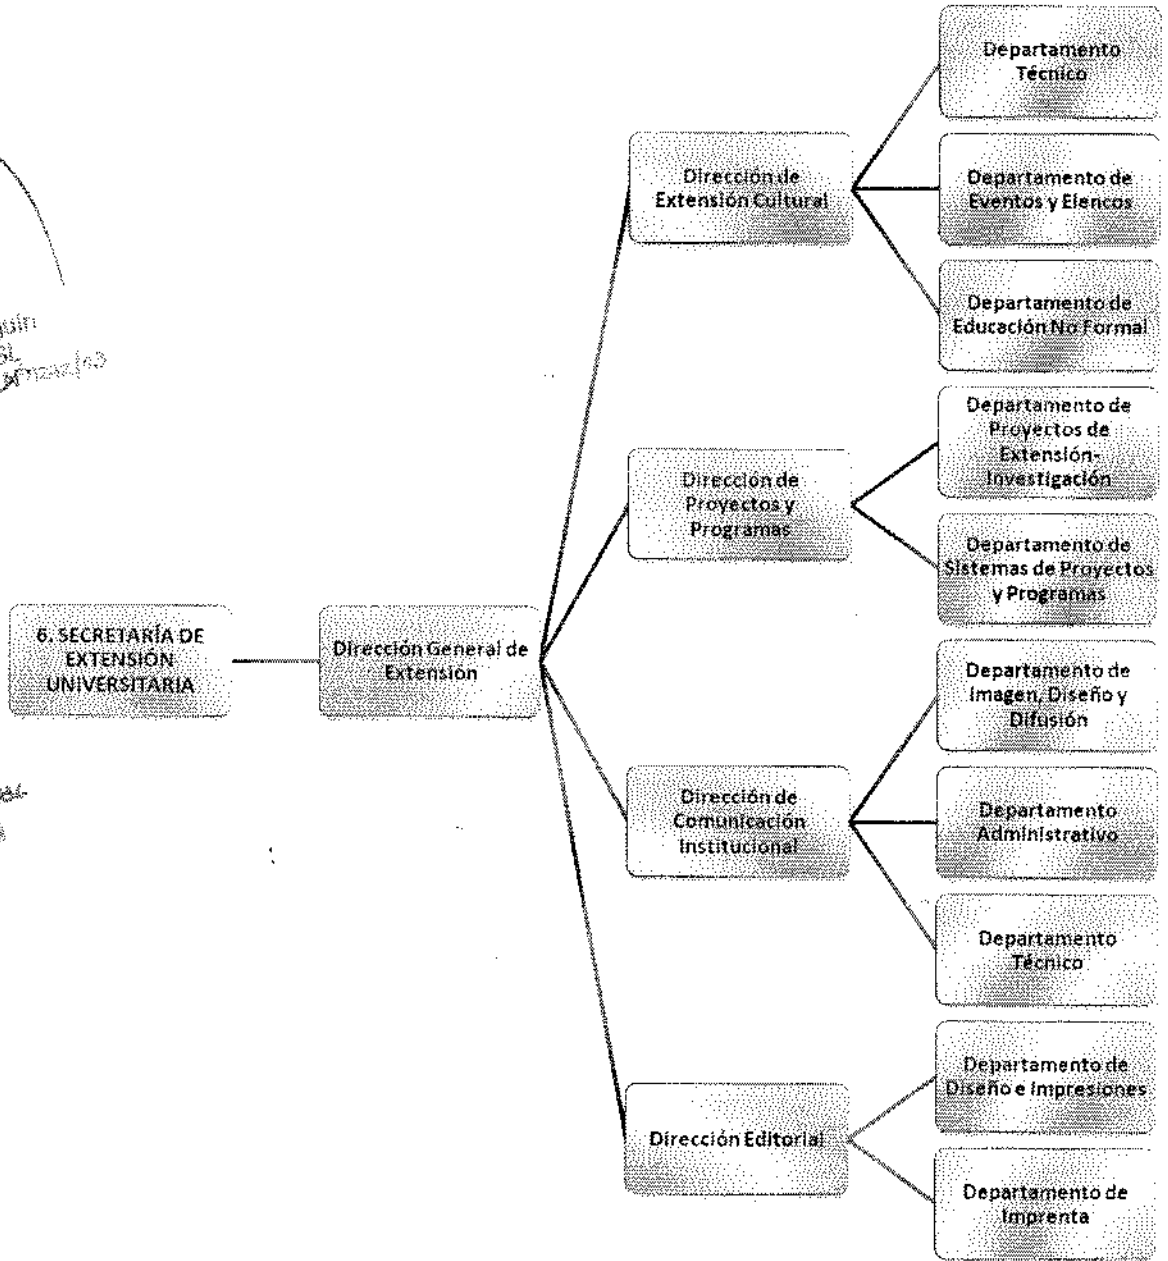 Departamento
Técnico
Dirección de
Extensión Cultural
Departamento de
Eventos y Elencos
Departamento de
Educación No Formal
Departamento de
Proyectos de
Extensión-
Investigación
Dirección de
Proyectos y
Programas
Departamento de
Sistemas de Proyectos
y Programas
6. SECRETARÍA DE
EXTENSIÓN
UNIVERSITARIA
Dirección General de
Extensión
Departamento de
Imagen, Diseño y
Difusión
Dirección de
Comunicación
Institucional
Departamento
Administrativo
Departamento
Técnico
Departamento de
Diseño e Impresiones
Dirección Editorial
Departamento de
Imprenta